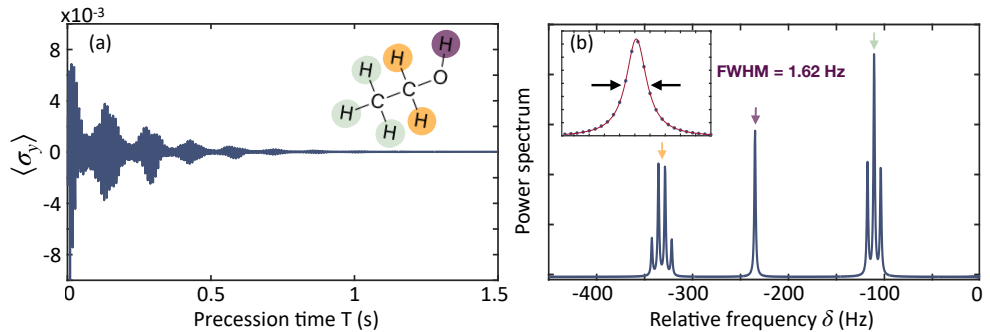 ×10⁻³
(a)
8
4
0
-4
-8
⟨σy⟩
0
0.5
1
1.5
Precession time T (s)
H
H
H
C
O
H
C
H
H
H
(b)
FWHM = 1.62 Hz
Power spectrum
-400
-300
-200
-100
0
Relative frequency δ (Hz)